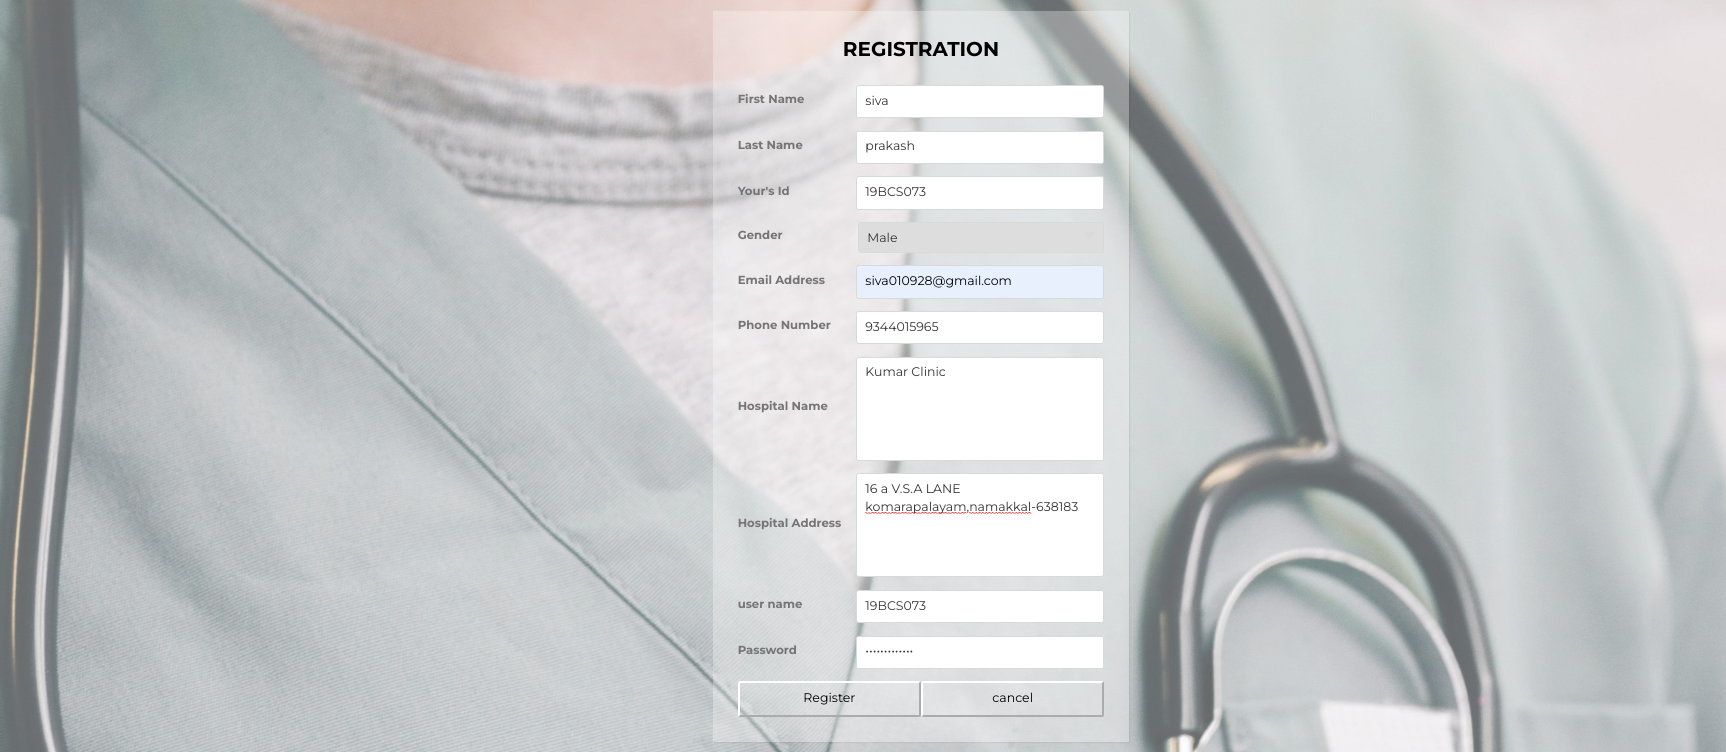 REGISTRATION
First Name siva
Last Name prakash
Your's Id 19BCS073
Gender Male
Email Address siva010928@gmail.com
Phone Number 9344015965
Hospital Name Kumar Clinic
Hospital Address 16 a V.S.A LANE
komarapalayam,namakkal-638183
user name 19BCS073
Password •••••••••••••
Register cancel